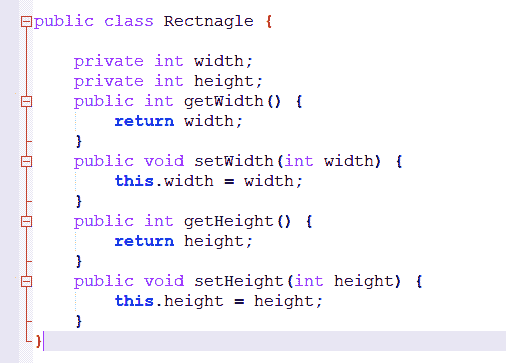 public class Rectnagle {
private int width;
private int height;
public int getWidth() {
return width;
}
public void setWidth(int width) {
this.width = width;
}
public int getHeight() {
return height;
}
public void setHeight(int height) {
this.height = height;
}
}